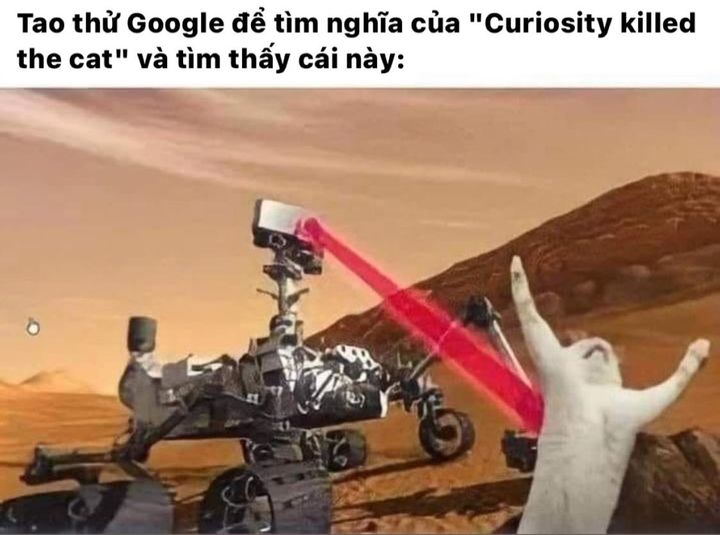 Tao thử Google để tìm nghĩa của "Curiosity killed
the cat" và tìm thấy cái này: